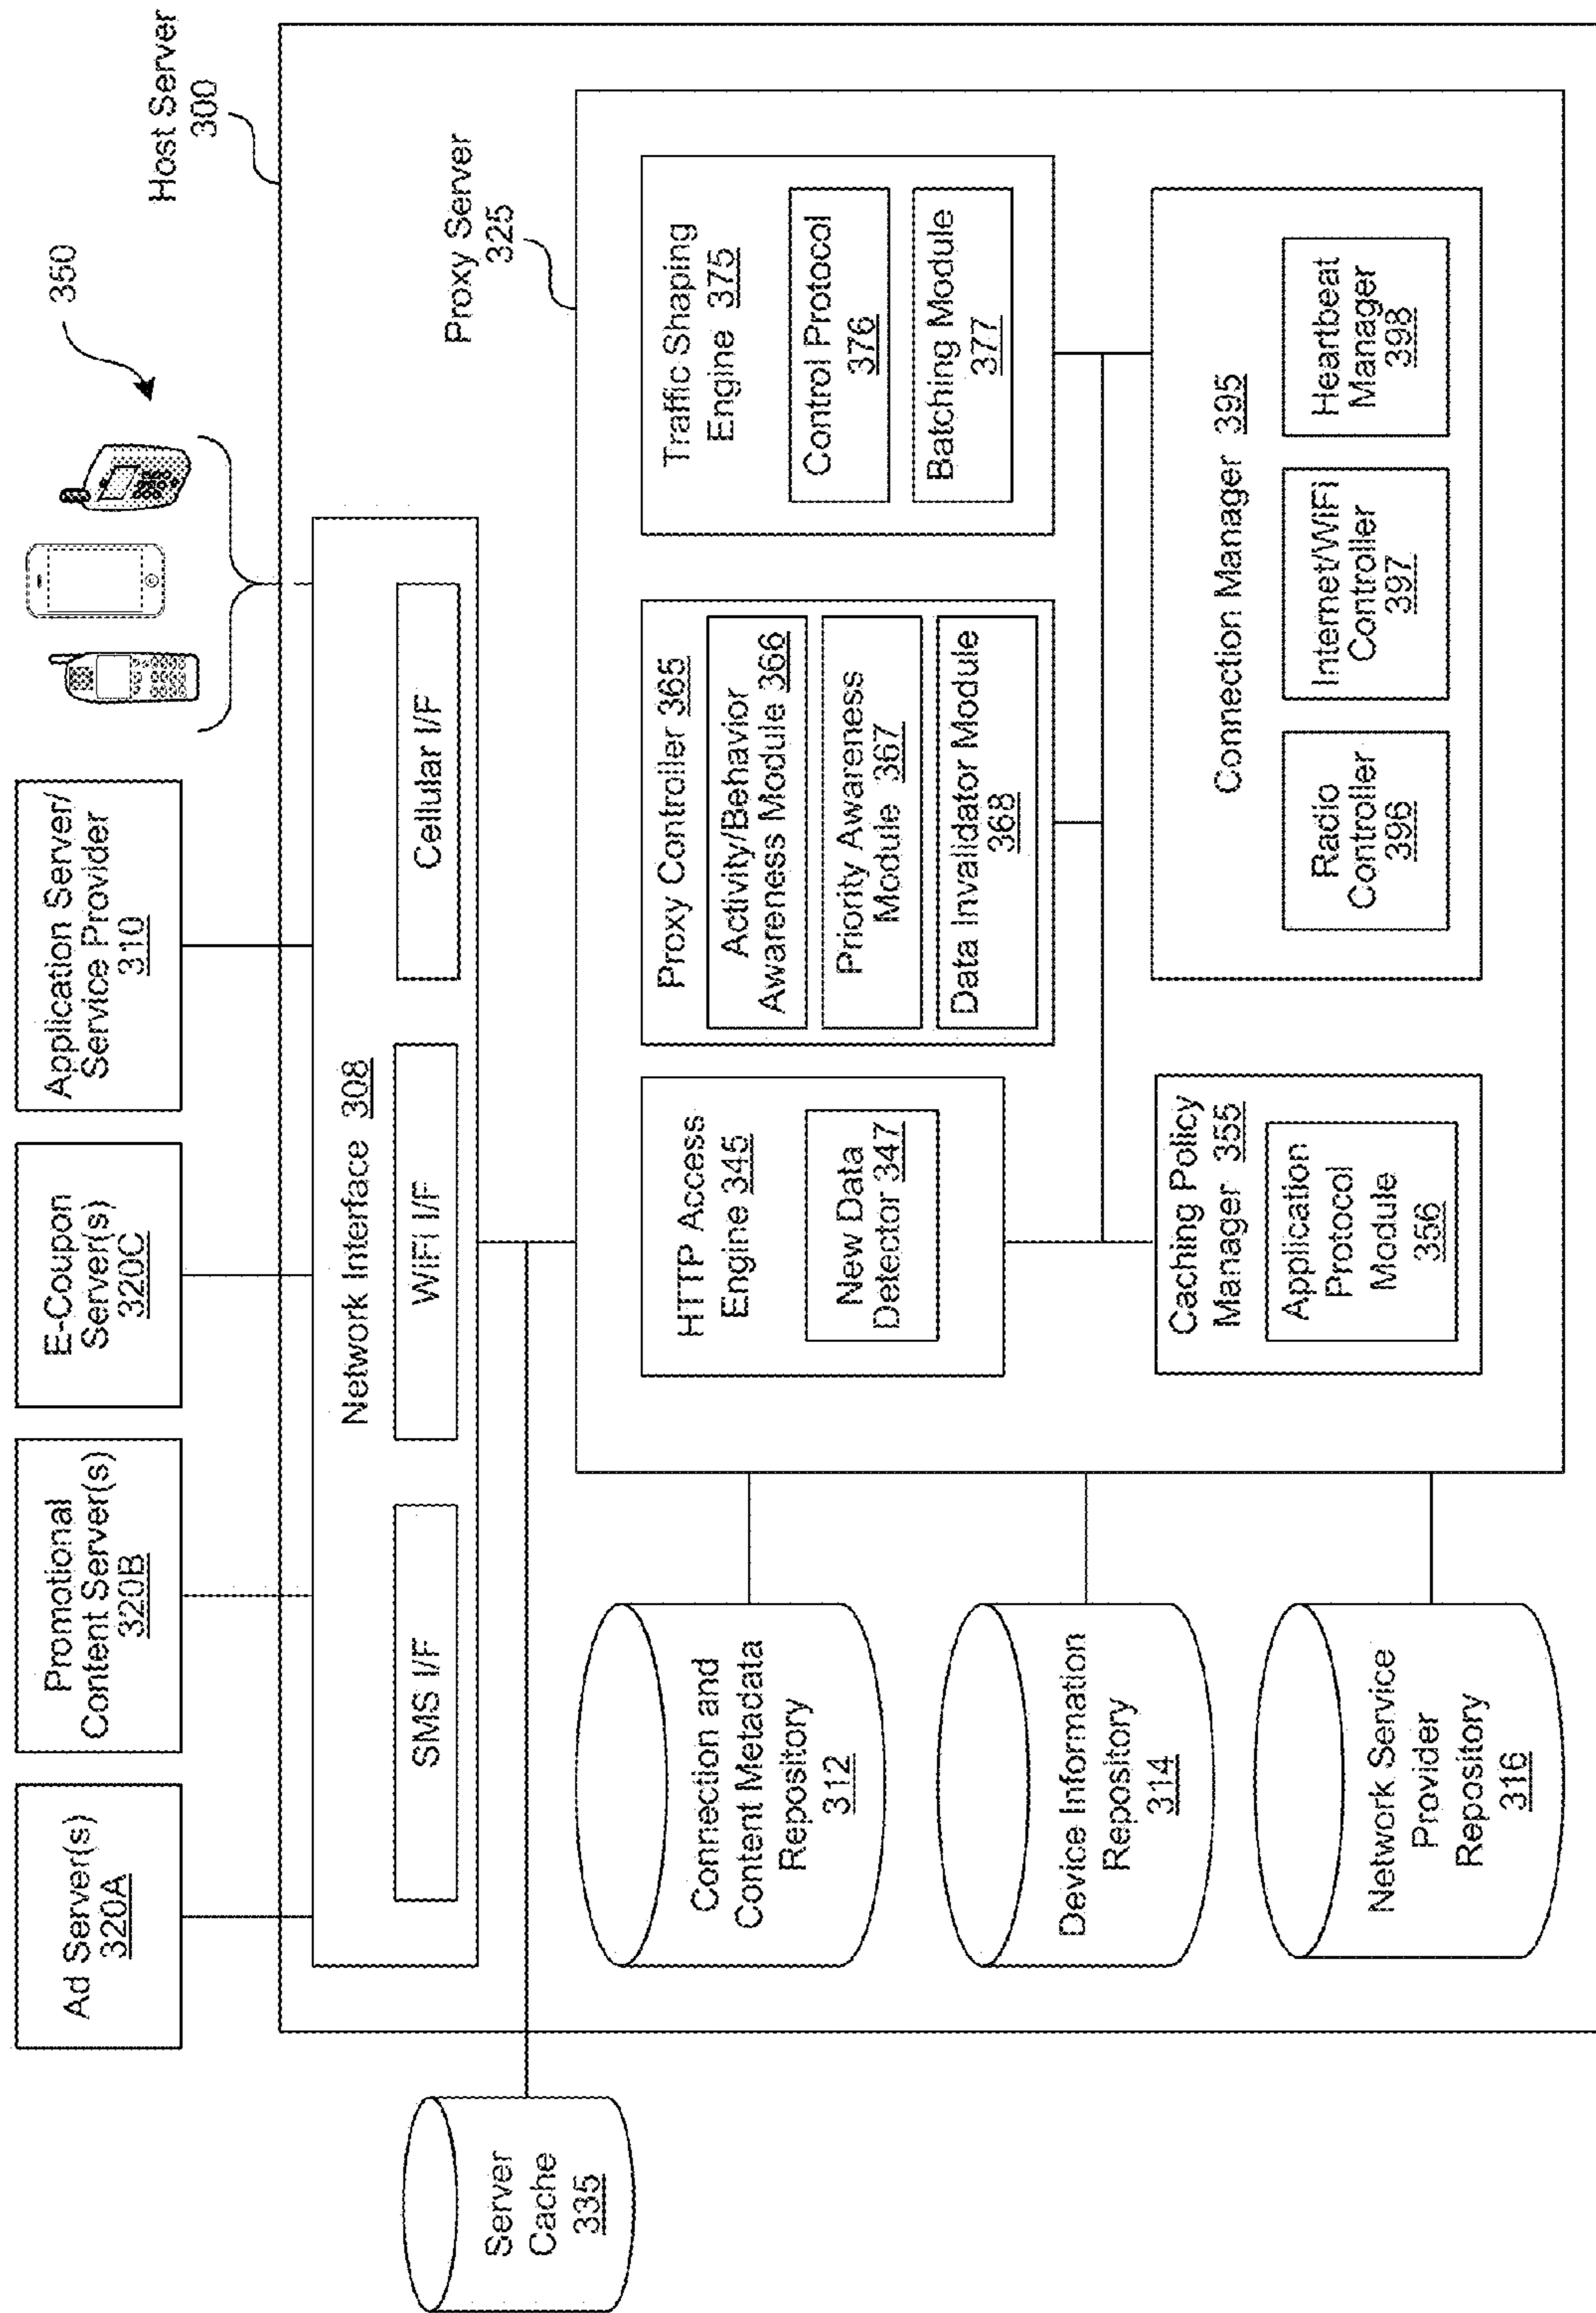 Ad Server(s)
320A
Promotional
Content Server(s)
320B
E-Coupon
Server(s)
320C
Application Server/
Service Provider
310
350
Host Server
300
Network Interface 308
SMS I/F
WiFi I/F
Cellular I/F
Server
Cache
335
Proxy Server
325
Connection and
Content Metadata
Repository
312
Device Information
Repository
314
Network Service
Provider
Repository
316
HTTP Access
Engine 345
New Data
Detector 347
Proxy Controller 365
Activity/Behavior
Awareness Module 366
Priority Awareness
Module 367
Data Invalidator Module
368
Traffic Shaping
Engine 375
Control Protocol
376
Batching Module
377
Caching Policy
Manager 355
Application
Protocol
Module
356
Connection Manager 395
Radio
Controller
396
Internet/WiFi
Controller
397
Heartbeat
Manager
398